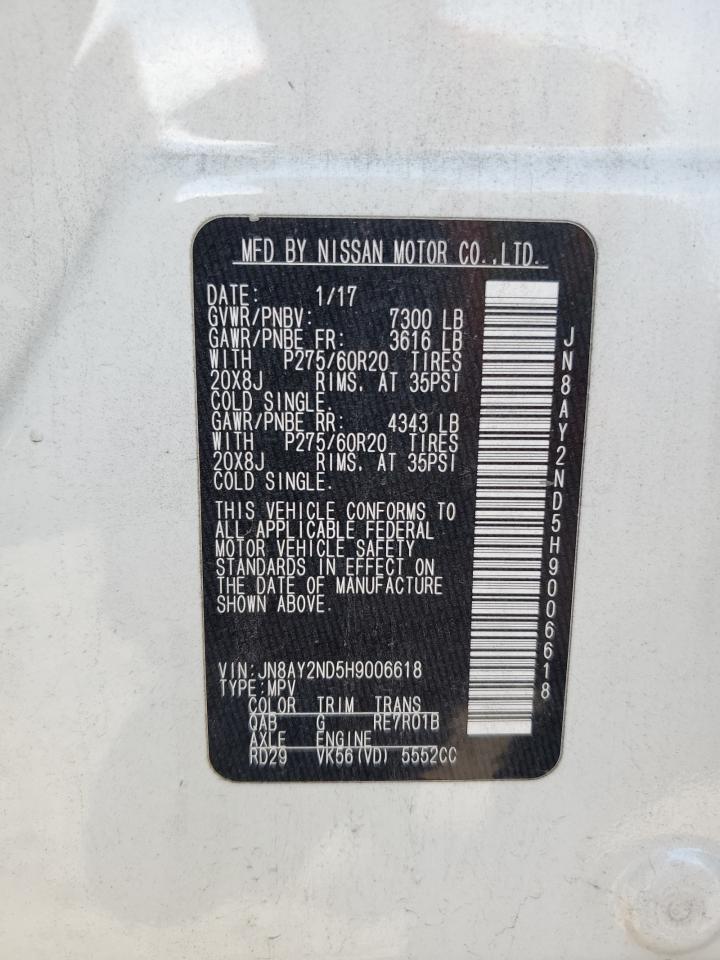 MFD BY NISSAN MOTOR CO.,LTD.
DATE: 1/17
GVWR/PNBV: 7300 LB
GAWR/PNBE FR: 3616 LB
WITH P275/60R20 TIRES
20X8J RIMS. AT 35PSI
COLD SINGLE.
GAWR/PNBE RR: 4343 LB
WITH P275/60R20 TIRES
20X8J RIMS. AT 35PSI
COLD SINGLE.
THIS VEHICLE CONFORMS TO
ALL APPLICABLE FEDERAL
MOTOR VEHICLE SAFETY
STANDARDS IN EFFECT ON
THE DATE OF MANUFACTURE
SHOWN ABOVE.
VIN:JN8AY2ND5H9006618
TYPE:MPV
COLOR TRIM TRANS
QAB G RE7R01B
AXLE ENGINE
RD29 VK56(VD) 5552CC
JN8AY2ND5H9006618